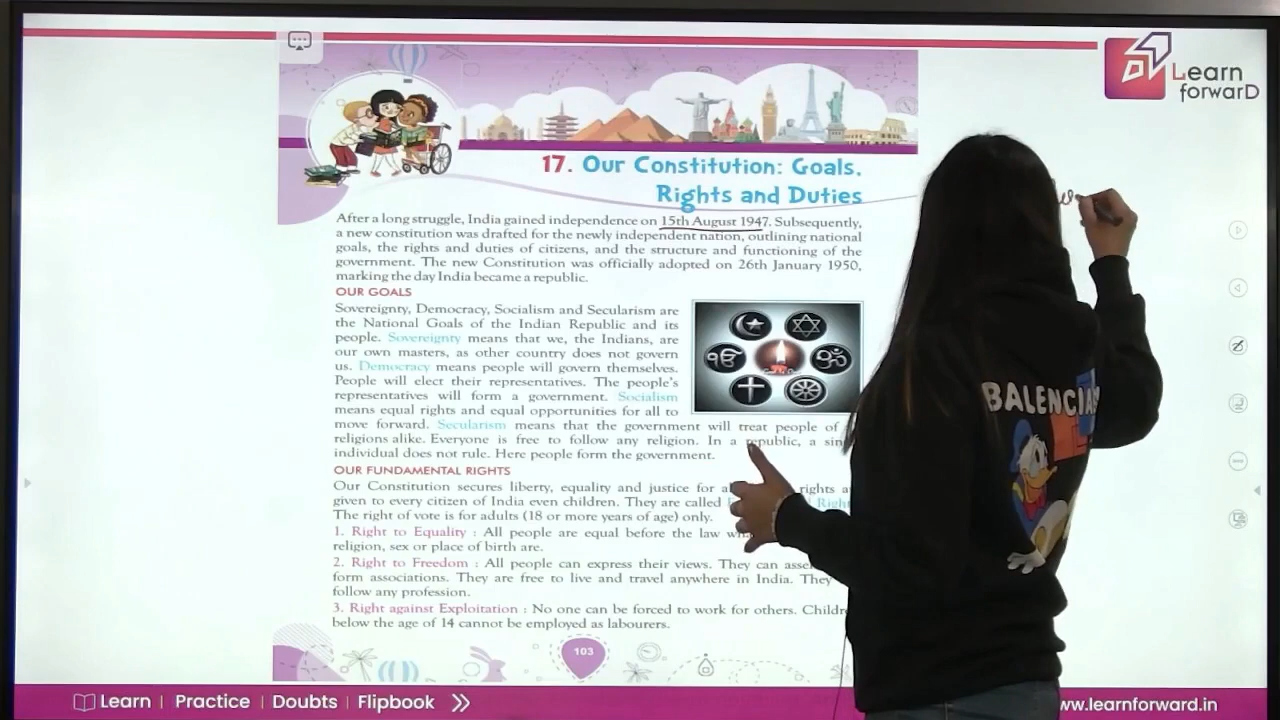 Learn
forwarD
17. Our Constitution: Goals,
Rights and Duties
After a long struggle, India gained independence on 15th August 1947. Subsequently,
a new constitution was drafted for the newly independent nation, outlining national
goals, the rights and duties of citizens, and the structure and functioning of the
government. The new Constitution was officially adopted on 26th January 1950,
marking the day India became a republic.
OUR GOALS
Sovereignty, Democracy, Socialism and Secularism are
the National Goals of the Indian Republic and its
people. Sovereignty means that we, the Indians, are
our own masters, as other country does not govern
us. Democracy means people will govern themselves.
People will elect their representatives. The people's
representatives will form a government. Socialism
means equal rights and equal opportunities for all to
move forward. Secularism means that the government will treat people of
religions alike. Everyone is free to follow any religion. In a republic, a sin
individual does not rule. Here people form the government.
OUR FUNDAMENTAL RIGHTS
Our Constitution secures liberty, equality and justice for a rights a
given to every citizen of India even children. They are called Right
The right of vote is for adults (18 or more years of age) only.
1. Right to Equality : All people are equal before the law w
religion, sex or place of birth are.
2. Right to Freedom : All people can express their views. They can asse
form associations. They are free to live and travel anywhere in India. They
follow any profession.
3. Right against Exploitation : No one can be forced to work for others. Childr
below the age of 14 cannot be employed as labourers.
103
BALENCIA
Learn | Practice | Doubts | Flipbook
www.learnforward.in